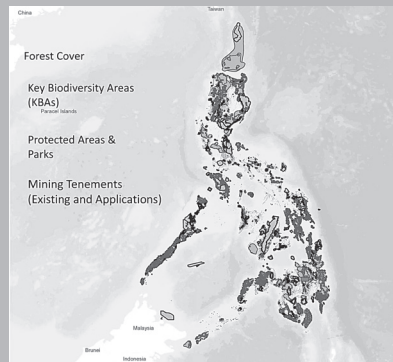 China
Taiwan
Forest Cover
Key Biodiversity Areas
(KBAs)
Paracel Islands
Protected Areas &
Parks
Mining Tenements
(Existing and Applications)
Malaysia
Brunei
Indonesia